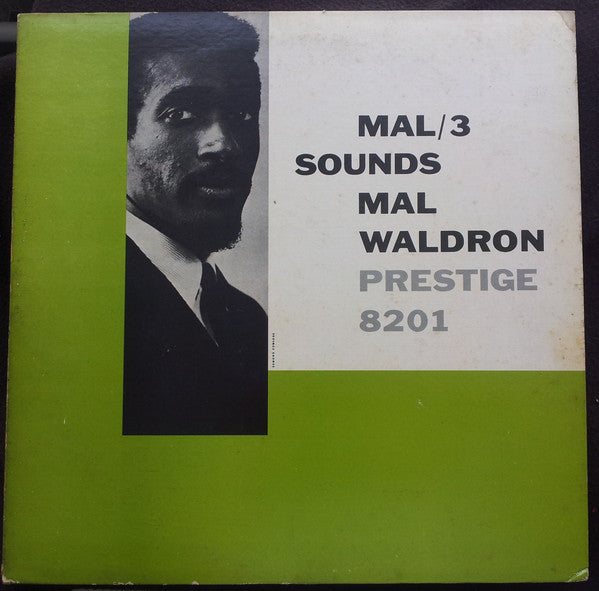 MAL/3
SOUNDS
MAL
WALDRON
PRESTIGE
8201